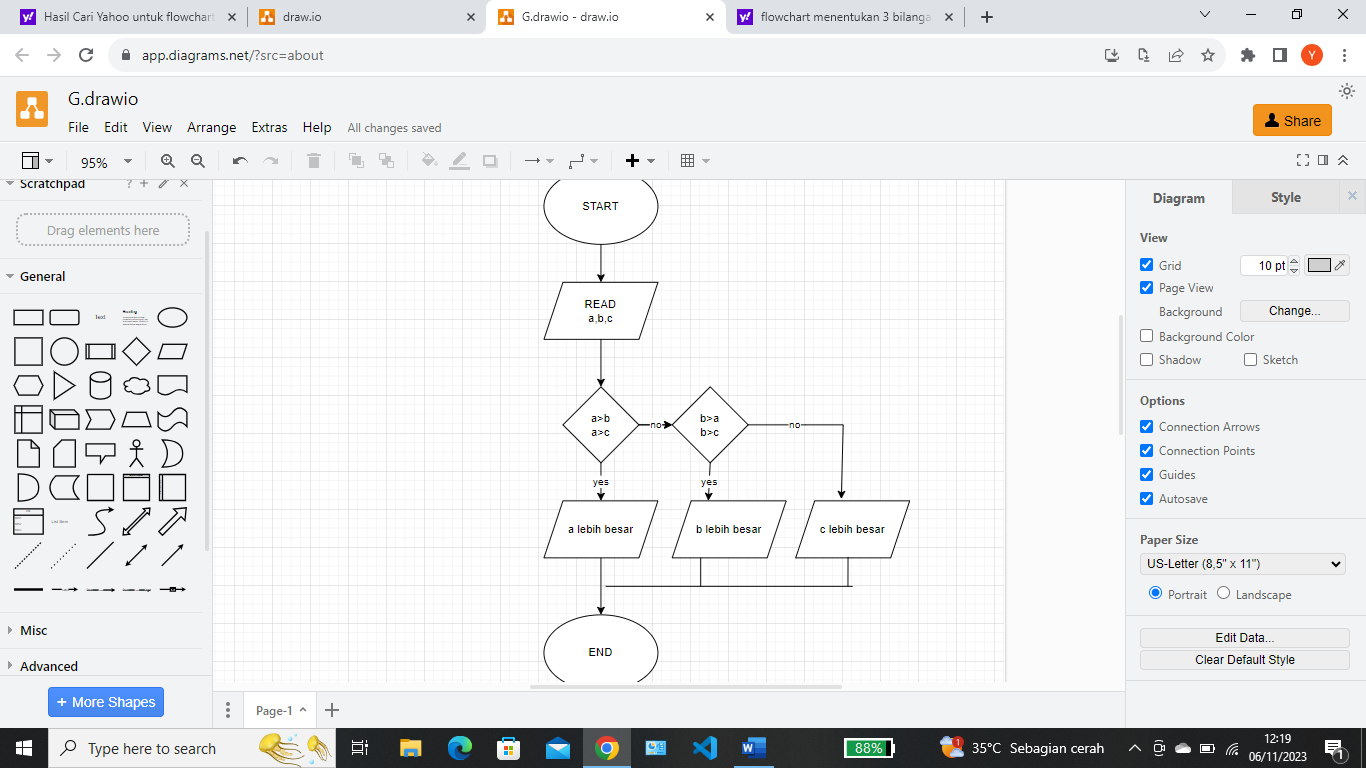 Hasil Cari Yahoo untuk flowchart
draw.io
G.drawio - draw.io
flowchart menentukan 3 bilanga
app.diagrams.net/?src=about
Y
G.drawio
File Edit View Arrange Extras Help All changes saved
Share
95%
Scratchpad
?
Drag elements here
General
Text
Heading
List Item
Misc
Advanced
+ More Shapes
START
READ
a,b,c
a>b
a>c
no
b>a
b>c
no
yes
yes
a lebih besar
b lebih besar
c lebih besar
END
Page-1
Diagram
Style
View
Grid
10 pt
Page View
Background
Change...
Background Color
Shadow
Sketch
Options
Connection Arrows
Connection Points
Guides
Autosave
Paper Size
US-Letter (8,5" x 11")
Portrait
Landscape
Edit Data...
Clear Default Style
Type here to search
88%
1
35°C Sebagian cerah
12:19
06/11/2023
1